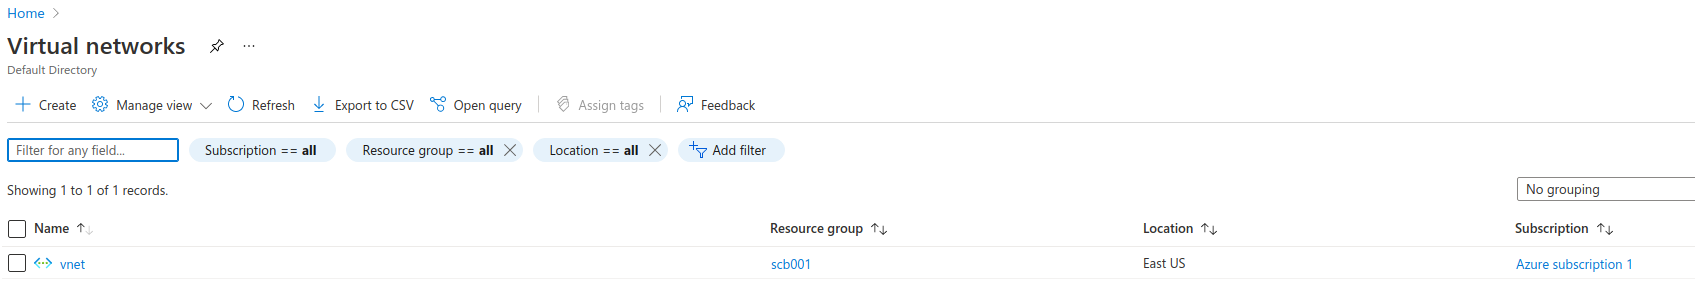 Home
Virtual networks
Default Directory
Create Manage view Refresh Export to CSV Open query Assign tags Feedback
Filter for any field... Subscription == all Resource group == all Location == all Add filter
Showing 1 to 1 of 1 records.
No grouping
Name Resource group Location Subscription
vnet scb001 East US Azure subscription 1